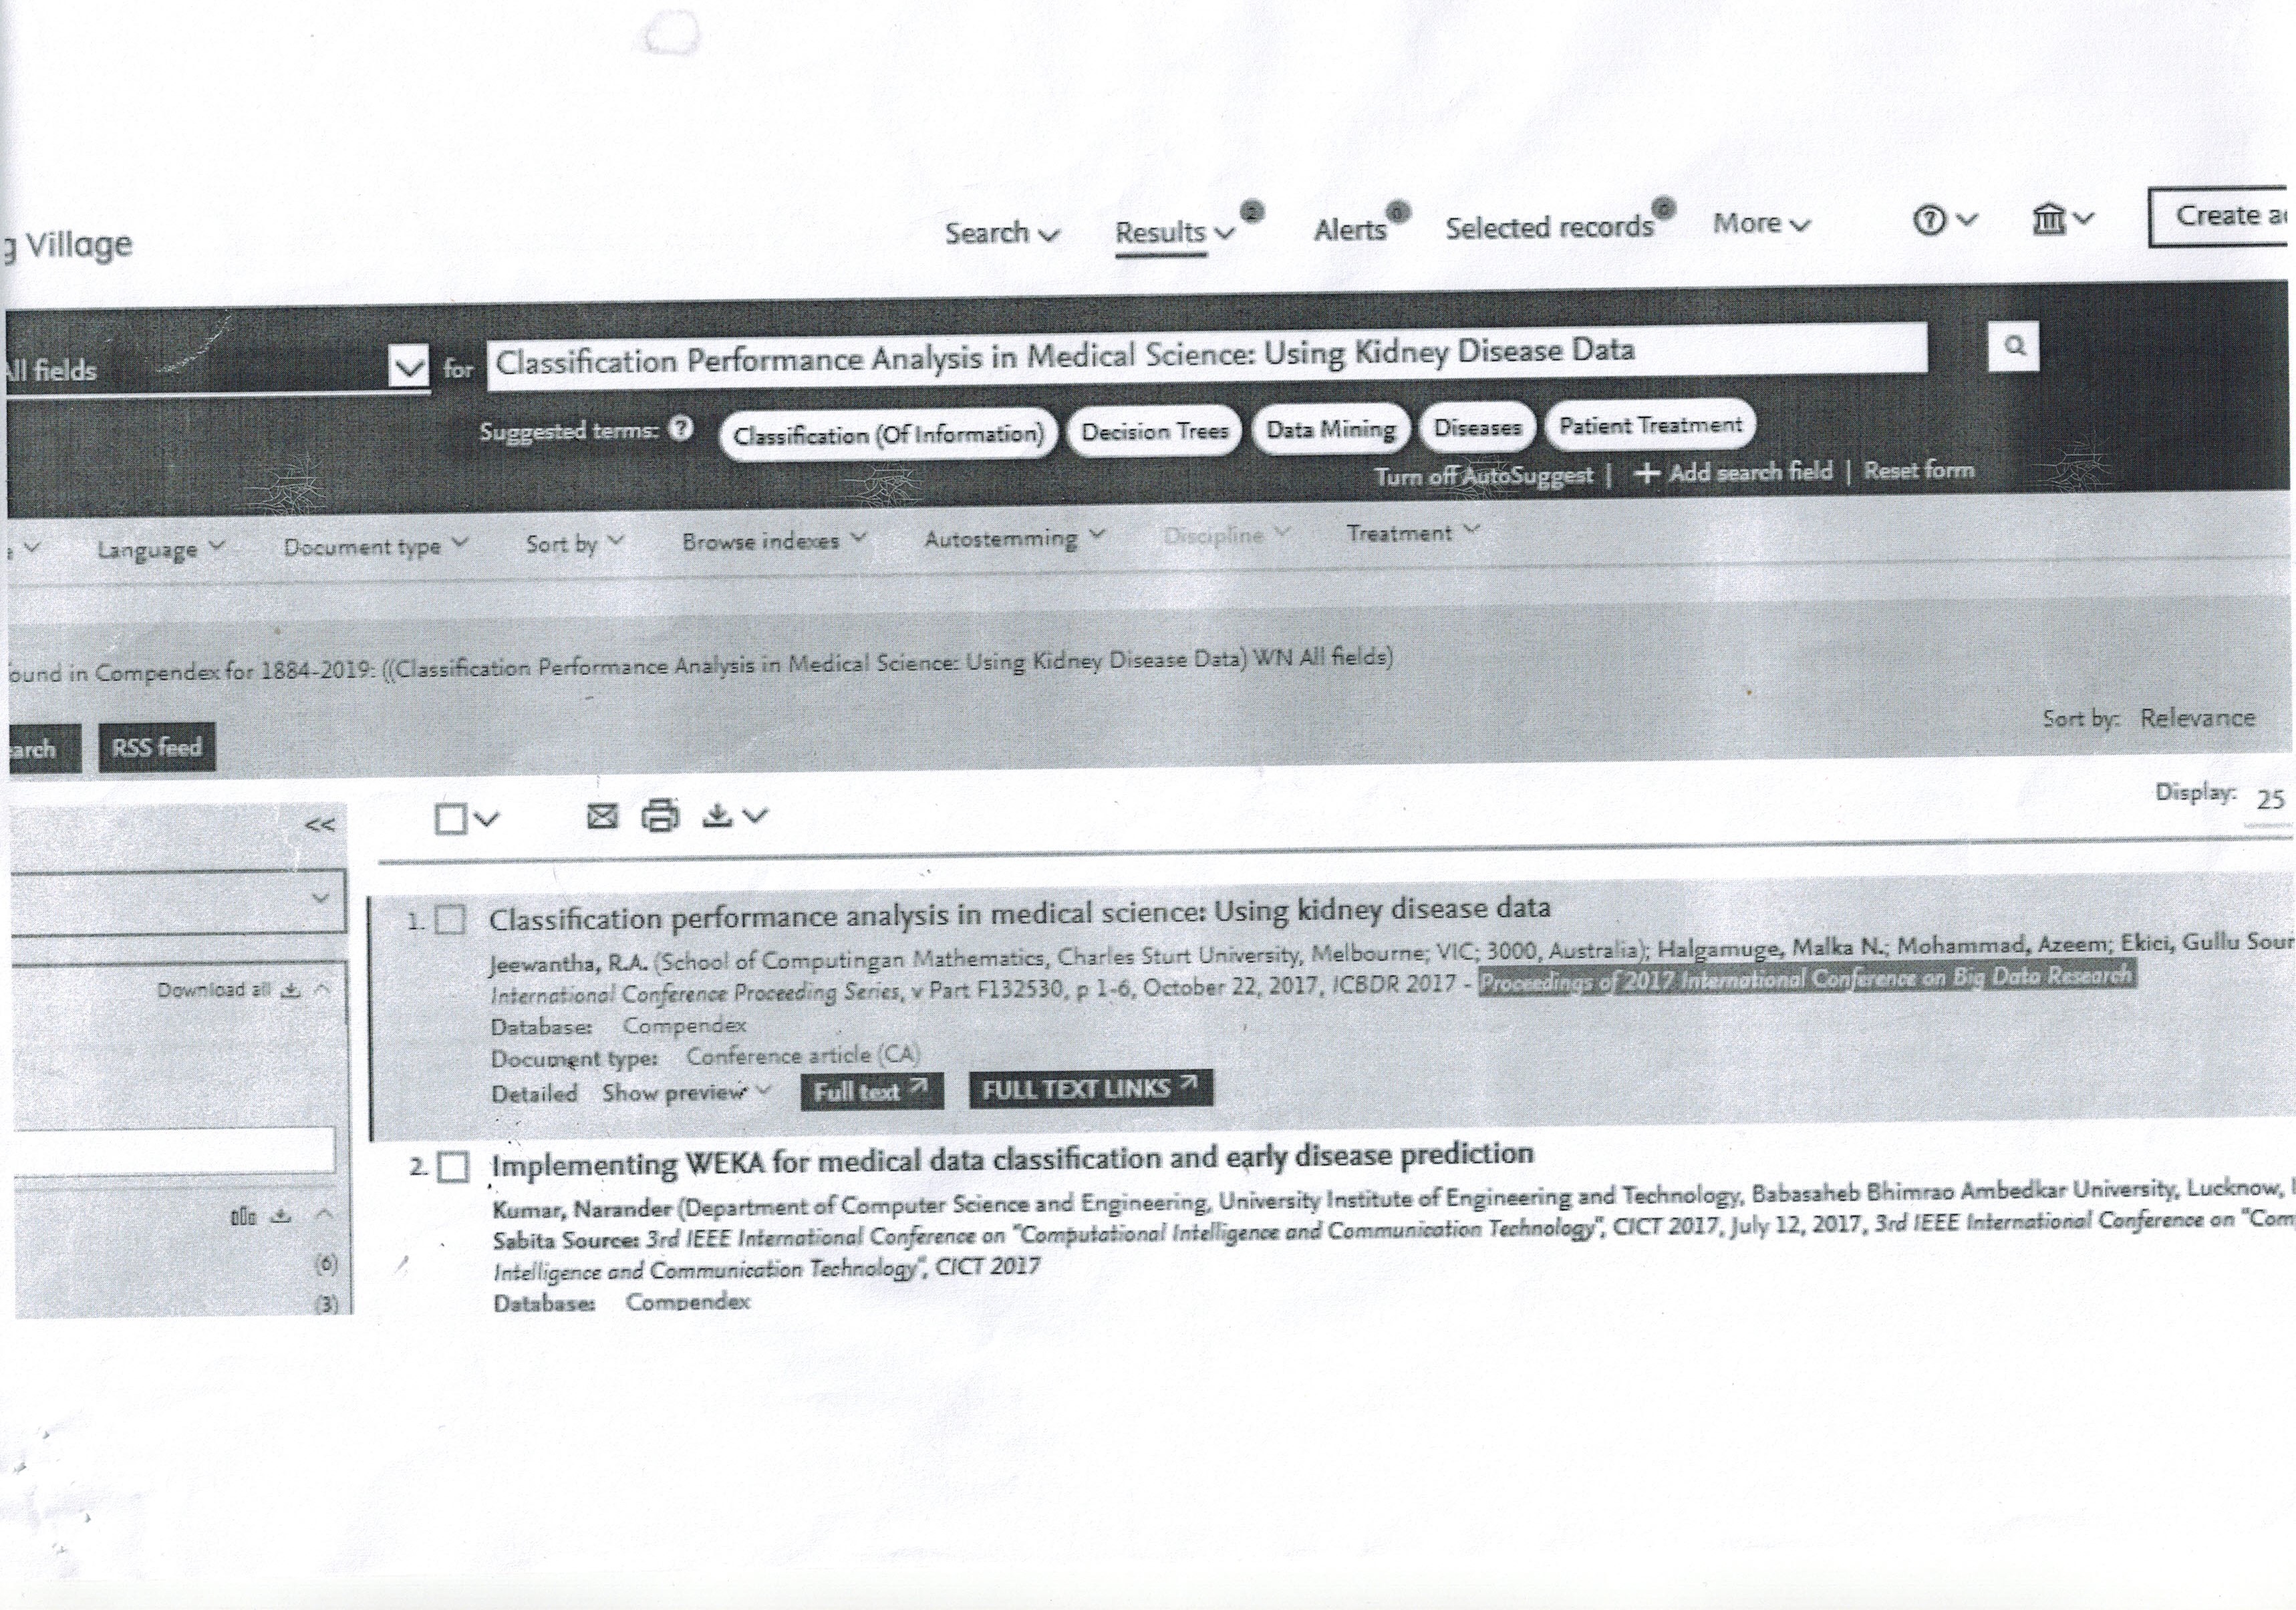 g Village
Search Results 2 Alerts 0 Selected records 0 More Create a
All fields for Classification Performance Analysis in Medical Science: Using Kidney Disease Data
Suggested terms: Classification (Of Information) Decision Trees Data Mining Diseases Patient Treatment
Turn off AutoSuggest | + Add search field | Reset form
Language Document type Sort by Browse indexes Autostemming Discipline Treatment
ound in Compendex for 1884-2019: ((Classification Performance Analysis in Medical Science: Using Kidney Disease Data) WN All fields)
Sort by: Relevance
earch RSS feed
Display: 25
<<
1. Classification performance analysis in medical science: Using kidney disease data
Jeewantha, R.A. (School of Computingan Mathematics, Charles Sturt University, Melbourne; VIC; 3000, Australia); Halgamuge, Malka N.; Mohammad, Azeem; Ekici, Gullu Sour
Download all
International Conference Proceeding Series, v Part F132530, p 1-6, October 22, 2017, ICBDR 2017 - Proceedings of 2017 International Conference on Big Data Research
Database: Compendex
Document type: Conference article (CA)
Detailed Show preview Full text FULL TEXT LINKS
2. Implementing WEKA for medical data classification and early disease prediction
Kumar, Narander (Department of Computer Science and Engineering, University Institute of Engineering and Technology, Babasaheb Bhimrao Ambedkar University, Lucknow,
Sabita Source: 3rd IEEE International Conference on "Computational Intelligence and Communication Technology", CICT 2017, July 12, 2017, 3rd IEEE International Conference on "Com
Intelligence and Communication Technology", CICT 2017
(6)
Database: Compendex
(3)